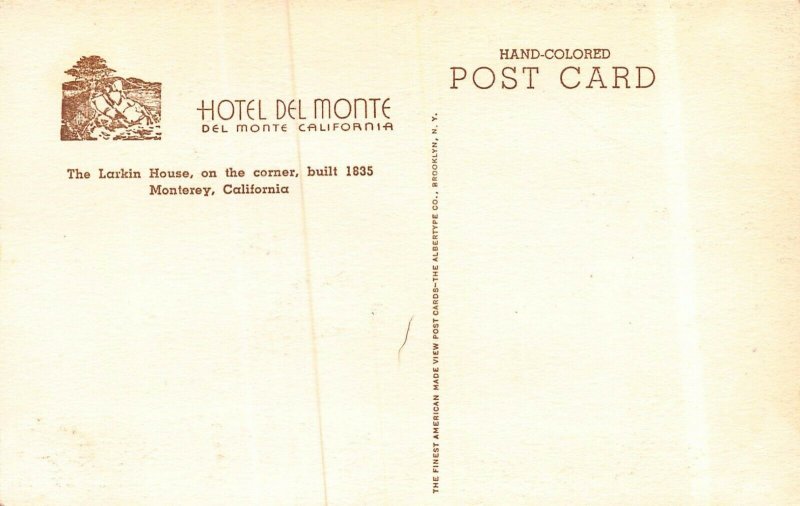 HOTEL DEL MONTE
DEL MONTE CALIFORNIA
The Larkin House, on the corner, built 1835
Monterey, California
HAND-COLORED
POST CARD
THE FINEST AMERICAN MADE VIEW POST CARDS—THE ALBERTYPE CO., BROOKLYN, N. Y.